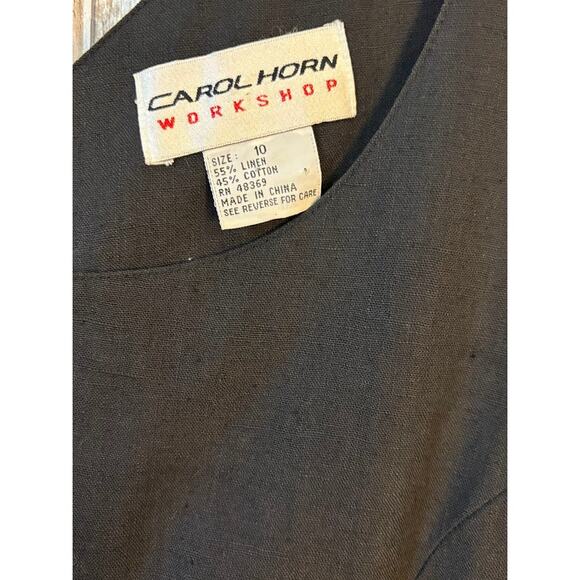 CAROL HORN
WORKSHOP
SIZE: 10
55% LINEN
45% COTTON
RN 48369
MADE IN CHINA
SEE REVERSE FOR CARE